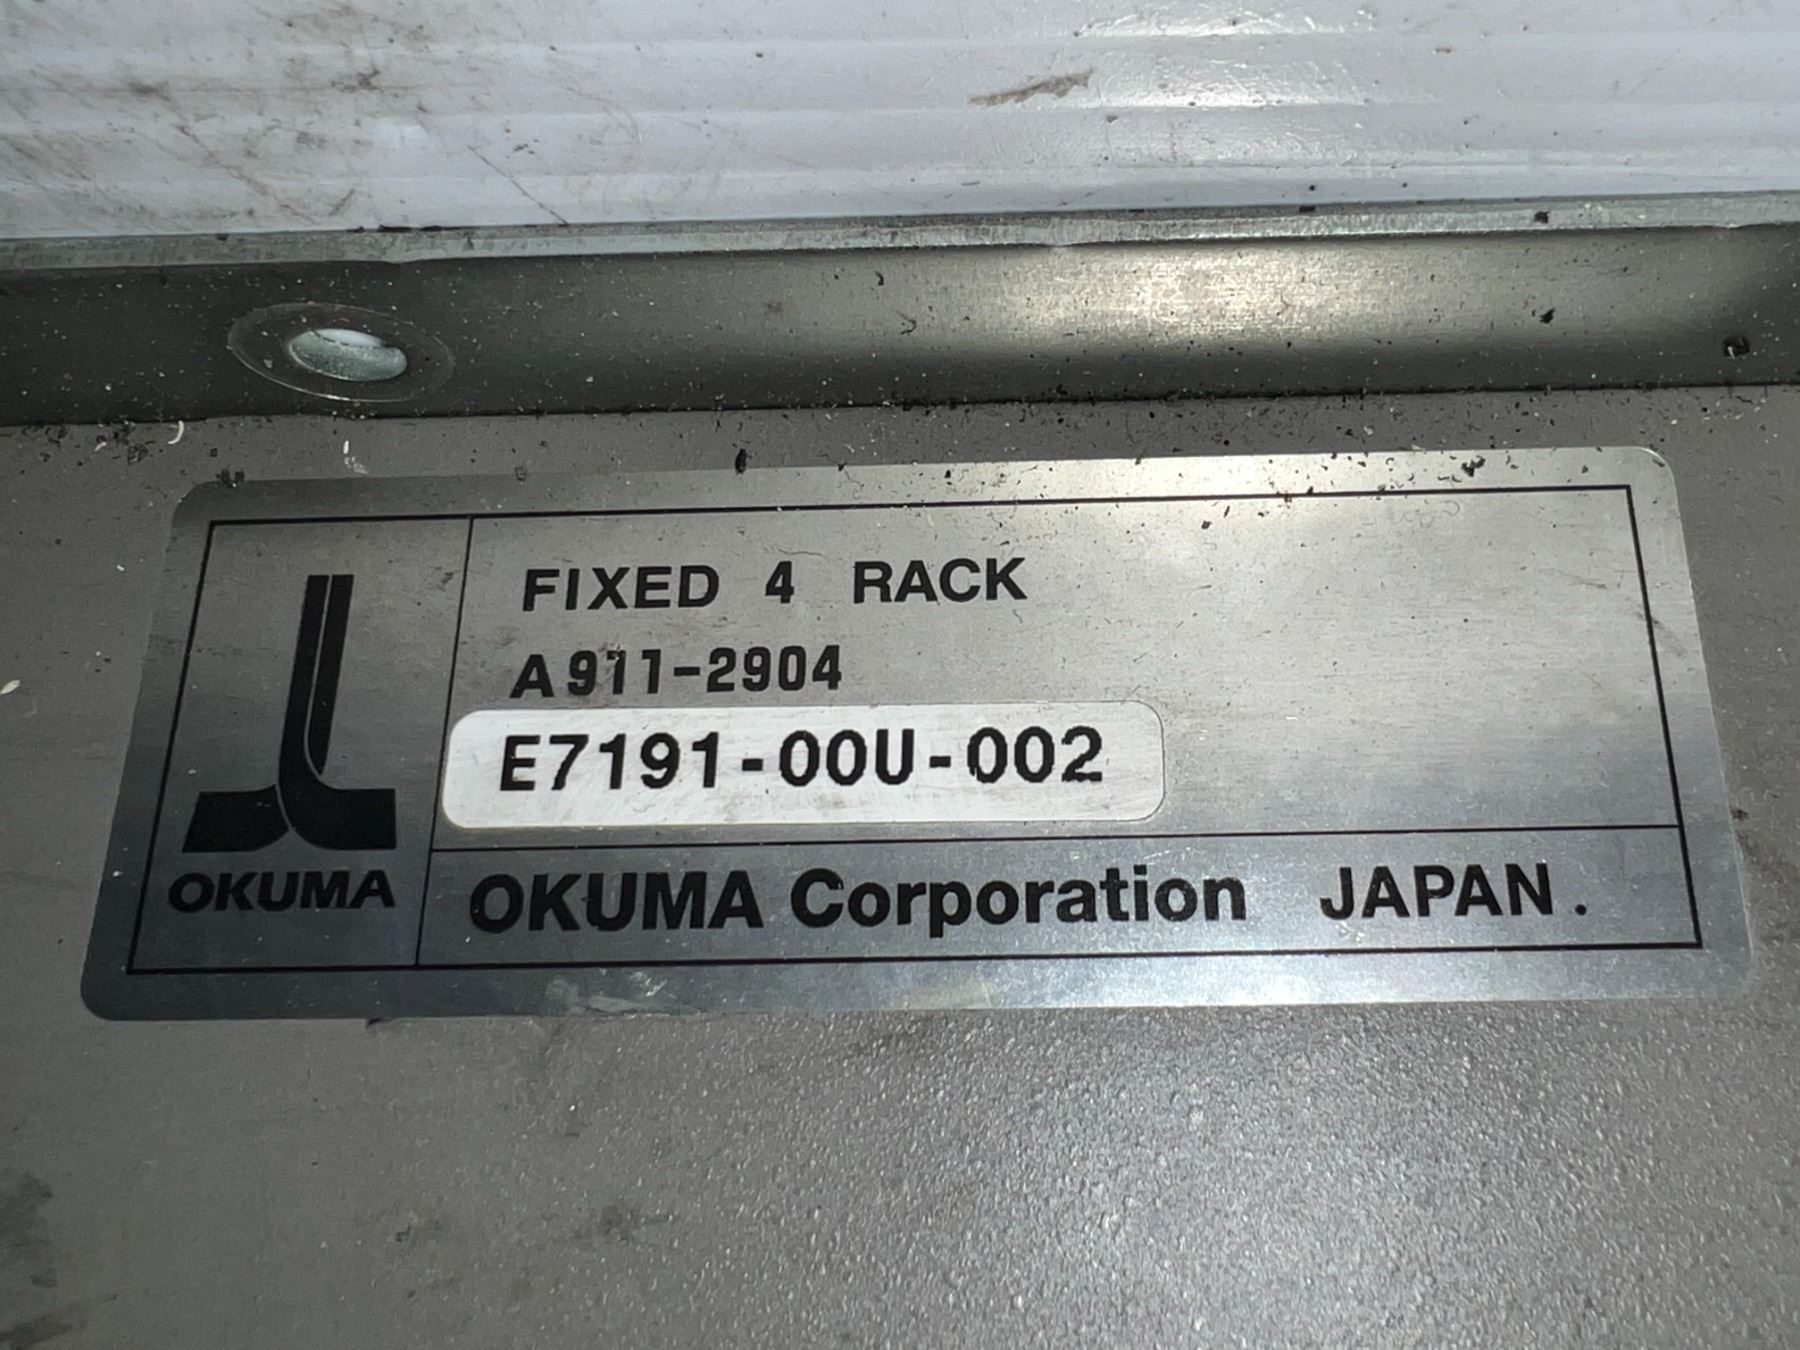 FIXED 4 RACK
A911-2904
E7191-00U-002
OKUMA
OKUMA Corporation JAPAN.